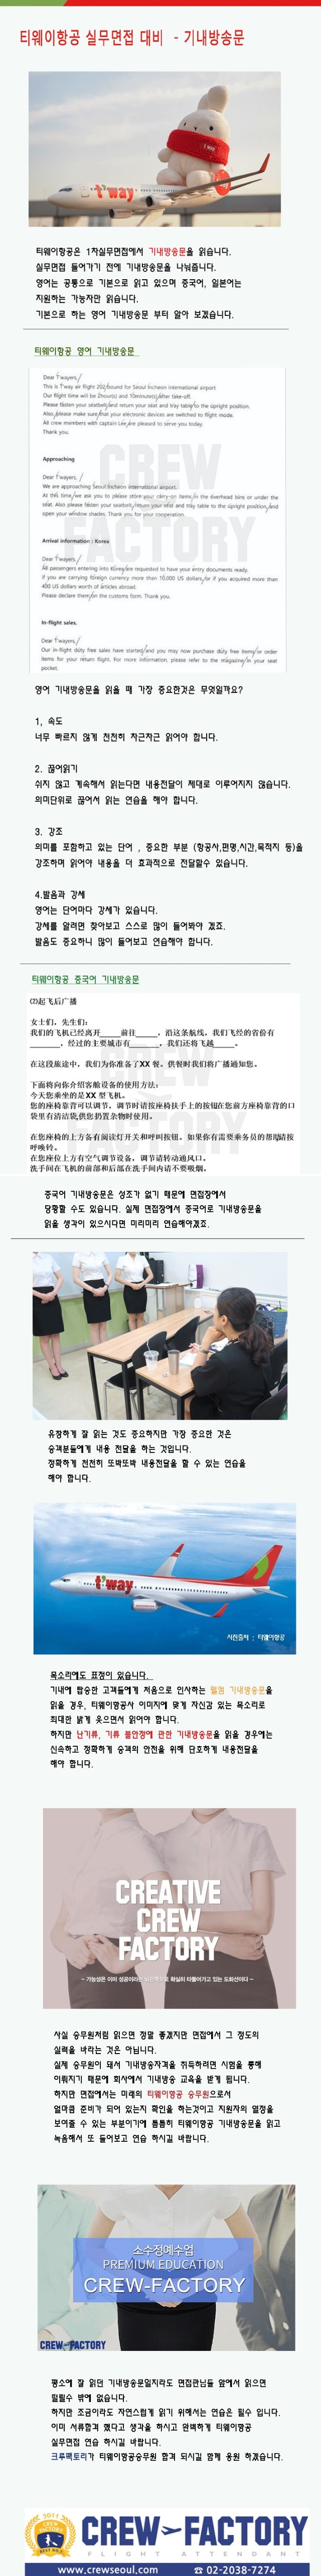 티웨이항공 실무면접 대비 - 기내방송문
t'way
티웨이항공은 1차실무면접에서 기내방송문을 읽습니다.
실무면접 들어가기 전에 기내방송문을 나눠줍니다.
영어는 공통으로 기본으로 읽고 있으며 중국어, 일본어는
지원하는 가능자만 읽습니다.
기본으로 하는 영어 기내방송문 부터 알아 보겠습니다.
티웨이항공 영어 기내방송문
Dear t'wayers,
This is t'way air flight 202 bound for Seoul Incheon international airport.
Our flight time will be 2hour(s) and 10minute(s) after take-off.
Please fasten your seatbelts and return your seat and tray table to the upright position.
Also, please make sure that your electronic devices are switched to flight mode.
All crew members with captain Lee are pleased to serve you today.
Thank you.
Approaching
Dear t'wayers,
We are approaching Seoul Incheon international airport.
At this time, we ask you to please store your carry-on items in the overhead bins or under the
seat. Also please fasten your seatbelts, return your seat and tray table to the upright position, and
open your window shades. Thank you for your cooperation.
Arrival information : Korea
Dear t'wayers,
All passengers entering into Korea are requested to have your entry documents ready.
If you are carrying foreign currency more than 10,000 US dollars, or if you acquired more than
400 US dollars worth of articles abroad.
Please declare them on the customs form. Thank you.
In-flight sales.
Dear t'wayers,
Our in-flight duty free sales have started and you may now purchase duty free items or order
items for your return flight. For more information, please refer to the magazine in your seat
pocket.
CREW
FACTORY
영어 기내방송문을 읽을 때 가장 중요한것은 무엇일까요?
1, 속도
너무 빠르지 않게 천천히 차근차근 읽어야 합니다.
2. 끊어읽기
쉬지 않고 계속해서 읽는다면 내용전달이 제대로 이루어지지 않습니다.
의미단위로 끊어서 읽는 연습을 해야 합니다.
3. 강조
의미를 포함하고 있는 단어 , 중요한 부분 (항공사,편명,시간,목적지 등)을
강조하며 읽어야 내용을 더 효과적으로 전달할수 있습니다.
4.발음과 강세
영어는 단어마다 강세가 있습니다.
강세를 알려면 찾아보고 스스로 많이 들어봐야 겠죠.
발음도 중요하니 많이 들어보고 연습해야 합니다.
티웨이항공 중국어 기내방송문
⑵起飞后广播
女士们，先生们:
我们的飞机已经离开_____前往_____，沿这条航线，我们飞经的省份有
_______，经过的主要城市有_______，我们还将飞越_____。
在这段旅途中，我们为你准备了XX 餐。供餐时我们将广播通知您。
下面将向你介绍客舱设备的使用方法:
今天您乘坐的是XX 型飞机。
您的座椅靠背可以调节，调节时请按座椅扶手上的按钮在您前方座椅靠背的口
袋里有清洁袋,供您扔置杂物时使用。
在您座椅的上方备有阅读灯开关和呼叫按钮。如果你有需要乘务员的帮助请按
呼唤铃。
在您座位上方有空气调节设备，调节请转动通风口。
洗手间在飞机的前部和后部在洗手间内请不要吸烟。
CREW
FACTORY
중국어 기내방송문은 성조가 없기 때문에 면접장에서
당황할 수도 있습니다. 실제 면접장에서 중국어로 기내방송문을
읽을 생각이 있으시다면 미리미리 연습해야겠죠.
유창하게 잘 읽는 것도 중요하지만 가장 중요한 것은
승객분들에게 내용 전달을 하는 것입니다.
정확하게 천천히 또박또박 내용전달을 할 수 있는 연습을
해야 합니다.
t'way
사진출처 : 티웨이항공
목소리에도 표정이 있습니다.
기내에 탑승한 고객들에게 처음으로 인사하는 웰컴 기내방송문을
읽을 경우, 티웨이항공사 이미지에 맞게 자신감 있는 목소리로
최대한 밝게 웃으면서 읽어야 합니다.
하지만 난기류, 기류 불안정에 관한 기내방송문을 읽을 경우에는
신속하고 정확하게 승객의 안전을 위해 단호하게 내용전달을
해야 합니다.
CREATIVE
CREW
FACTORY
사실 승무원처럼 읽으면 정말 좋겠지만 면접에서 그 정도의
실력을 바라는 것은 아닙니다.
실제 승무원이 돼서 기내방송자격을 취득하려면 시험을 통해
이뤄지기 때문에 회사에서 기내방송 교육을 받게 됩니다.
하지만 면접에서는 미래의 티웨이항공 승무원으로서
얼마큼 준비가 되어 있는지 확인을 하는것이고 지원자의 열정을
보여줄 수 있는 부분이기에 틈틈히 티웨이항공 기내방송문을 읽고
녹음해서 또 들어보고 연습 하시길 바랍니다.
소수정예수업
PREMIUM EDUCATION
CREW-FACTORY
CREW FACTORY
평소에 잘 읽던 기내방송문일지라도 면접관님들 앞에서 읽으면
떨릴수 밖에 없습니다.
하지만 조금이라도 자연스럽게 읽기 위해서는 연습은 필수 입니다.
이미 서류합격 했다고 생각을 하시고 완벽하게 티웨이항공
실무면접 연습 하시길 바랍니다.
크루팩토리가 티웨이항공승무원 합격 되시길 함께 응원 하겠습니다.
2011
CREW FACTORY
FLIGHT ATTENDANT
www.crewseoul.com ☎ 02-2038-7274